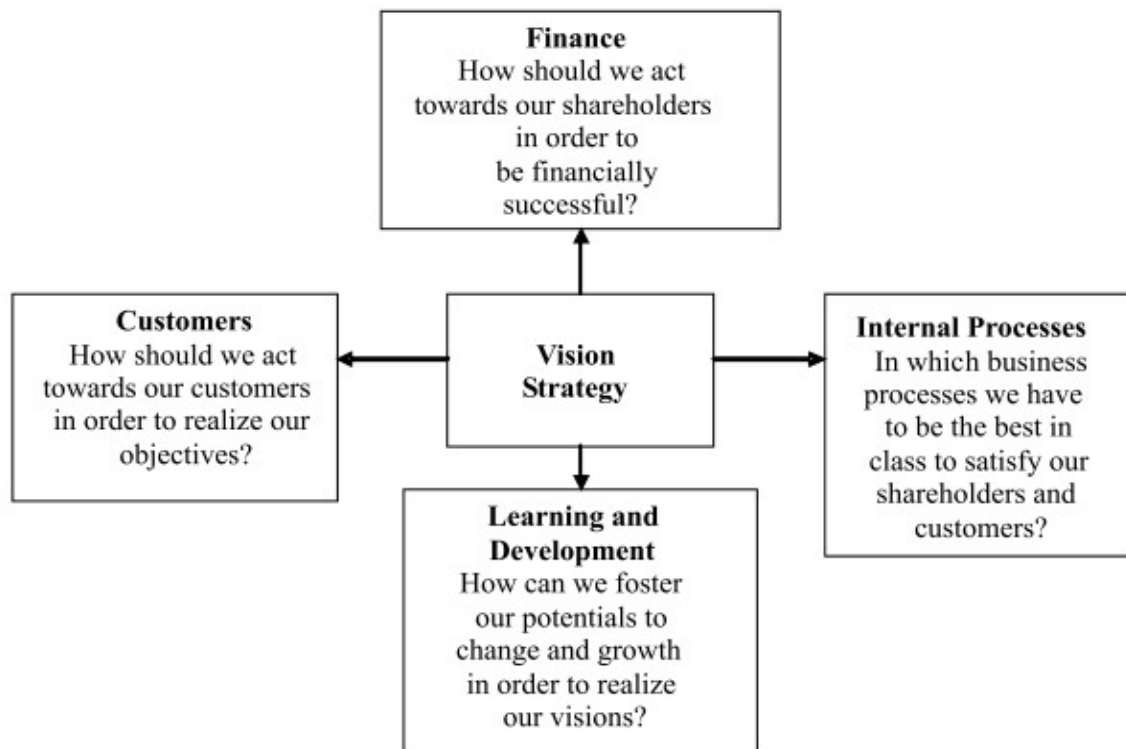 Finance
How should we act
towards our shareholders
in order to
be financially
successful?
Customers
How should we act
towards our customers
in order to realize our
objectives?
Vision
Strategy
Internal Processes
In which business
processes we have
to be the best in
class to satisfy our
shareholders and
customers?
Learning and
Development
How can we foster
our potentials to
change and growth
in order to realize
our visions?